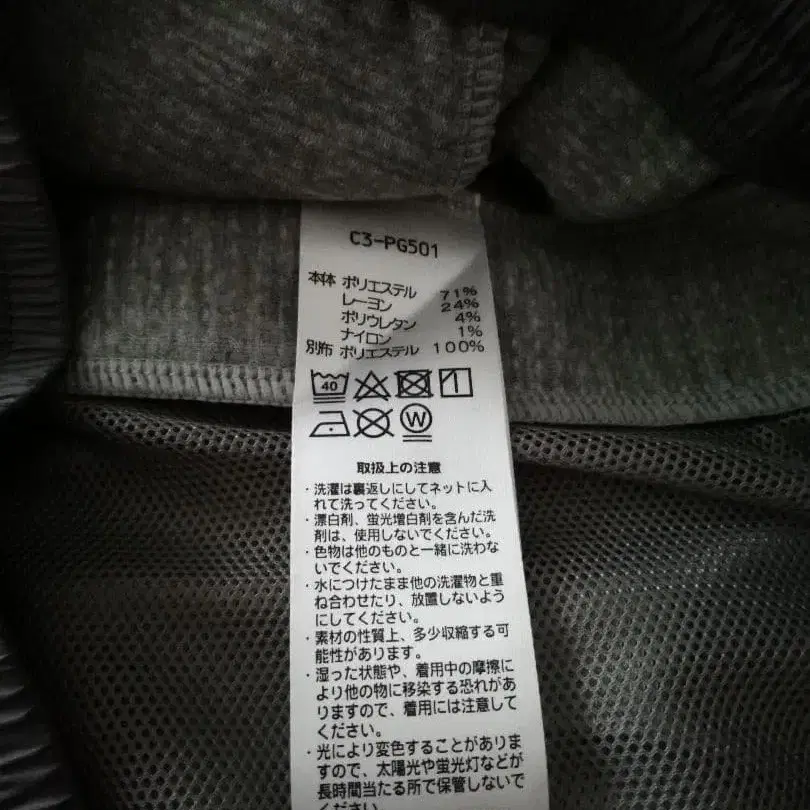 C3-PG501
本体 ポリエステル 71%
レーヨン 24%
ポリウレタン 4%
ナイロン 1%
別布 ポリエステル 100%
40
W
取扱上の注意
・洗濯は裏返しにしてネットに入
れて洗ってください。
・漂白剤、蛍光増白剤を含んだ洗
剤は、使用しないでください。
・色物は他のものと一緒に洗わな
いでください。
・水につけたまま他の洗濯物と重
ね合わせたり、放置しないよう
にしてください。
・素材の性質上、多少収縮する可
能性があります。
・湿った状態や、着用中の摩擦に
より他の物に移染する恐れがあ
りますので、着用には注意して
ください。
・光により変色することがありま
すので、太陽光や蛍光灯などが
長時間当たる所で保管しないで
ください